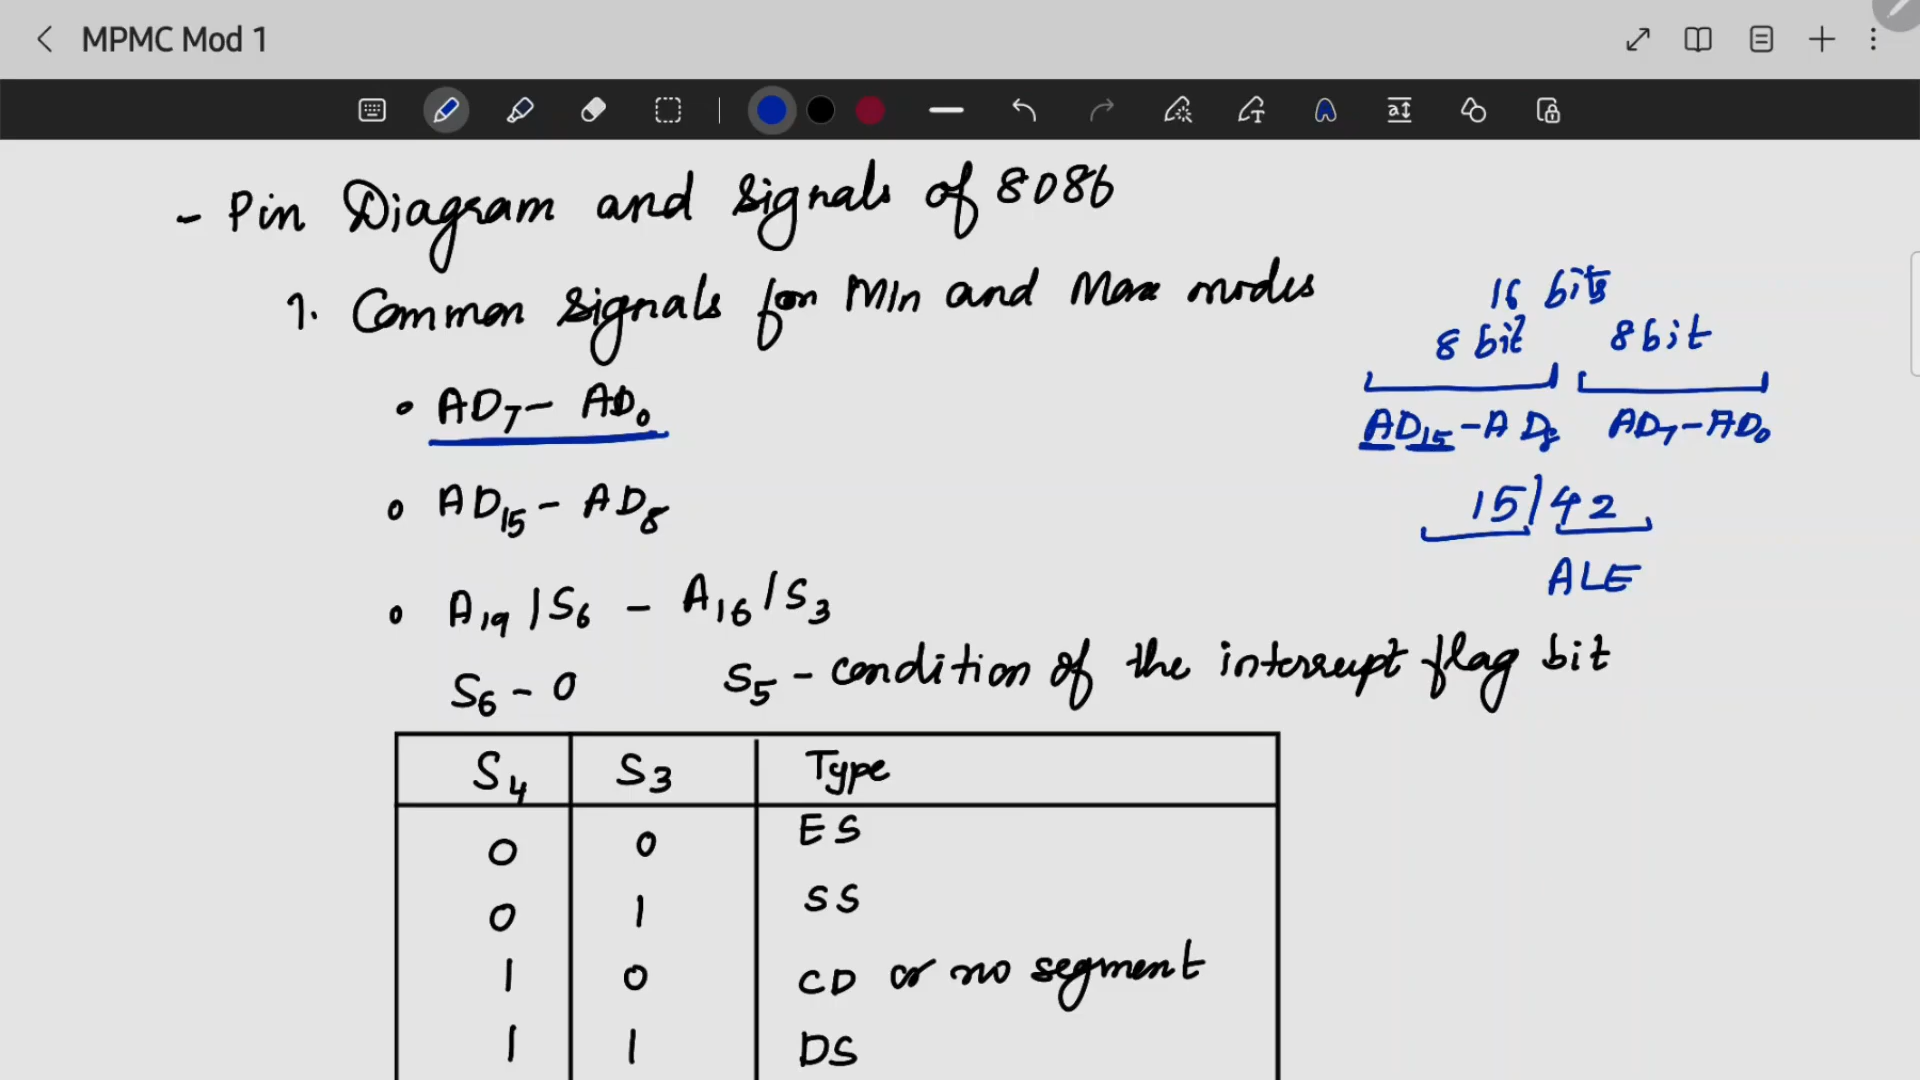 MPMC Mod 1
- Pin Diagram and Signals of 8086
1. Common Signals for Min and Max modes
• AD7 - AD0
• AD15 - AD8
• A19/S6 - A16/S3
S6 - 0 S5 - condition of the interrupt flag bit
S4 S3 Type
0 0 ES
0 1 SS
1 0 CD or no segment
1 1 DS
16 bits
8 bit 8 bit
AD15 - AD8 AD7 - AD0
15/42
ALE